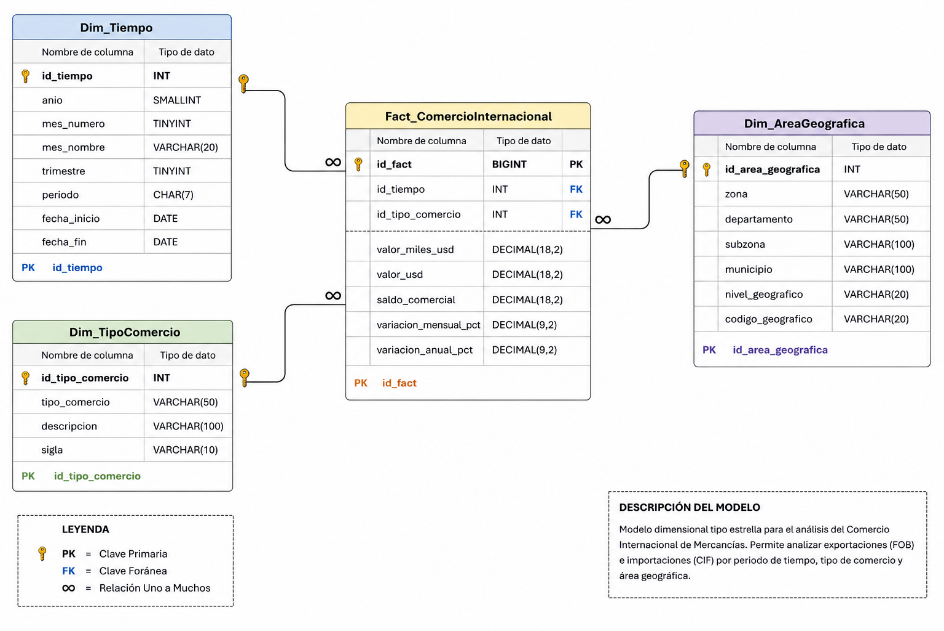 Dim_Tiempo
Nombre de columna Tipo de dato
id_tiempo INT
anio SMALLINT
mes_numero TINYINT
mes_nombre VARCHAR(20)
trimestre TINYINT
periodo CHAR(7)
fecha_inicio DATE
fecha_fin DATE
PK id_tiempo
∞
Dim_TipoComercio
Nombre de columna Tipo de dato
id_tipo_comercio INT
tipo_comercio VARCHAR(50)
descripcion VARCHAR(100)
sigla VARCHAR(10)
PK id_tipo_comercio
∞
Fact_ComercioInternacional
Nombre de columna Tipo de dato
id_fact BIGINT PK
id_tiempo INT FK
id_tipo_comercio INT FK
valor_miles_usd DECIMAL(18,2)
valor_usd DECIMAL(18,2)
saldo_comercial DECIMAL(18,2)
variacion_mensual_pct DECIMAL(9,2)
variacion_anual_pct DECIMAL(9,2)
PK id_fact
∞
Dim_AreaGeografica
Nombre de columna Tipo de dato
id_area_geografica INT
zona VARCHAR(50)
departamento VARCHAR(50)
subzona VARCHAR(100)
municipio VARCHAR(100)
nivel_geografico VARCHAR(20)
codigo_geografico VARCHAR(20)
PK id_area_geografica
LEYENDA
PK = Clave Primaria
FK = Clave Foránea
∞ = Relación Uno a Muchos
DESCRIPCIÓN DEL MODELO
Modelo dimensional tipo estrella para el análisis del Comercio
Internacional de Mercancías. Permite analizar exportaciones (FOB)
e importaciones (CIF) por periodo de tiempo, tipo de comercio y
área geográfica.